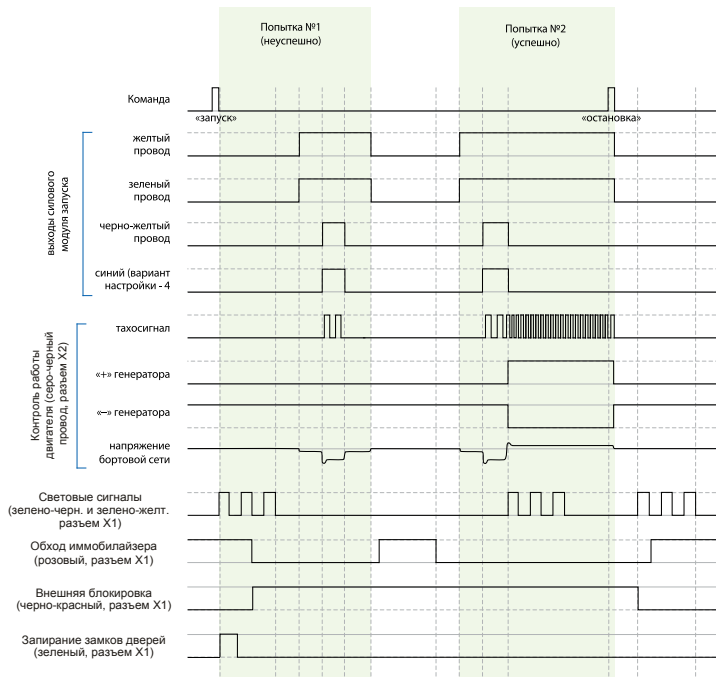 Попытка №1
(неуспешно)
Попытка №2
(успешно)
Команда
«запуск»
«остановка»
выходы силового
модуля запуска
желтый
провод
зеленый
провод
черно-желтый
провод
синий (вариант
настройки - 4
Контроль работы
двигателя (серо-черный
провод, разъем X2)
тахосигнал
«+» генератора
«—» генератора
напряжение
бортовой сети
Световые сигналы
(зелено-черн. и зелено-желт.
разъем X1)
Обход иммобилайзера
(розовый, разъем X1)
Внешняя блокировка
(черно-красный, разъем X1)
Запирание замков дверей
(зеленый, разъем X1)